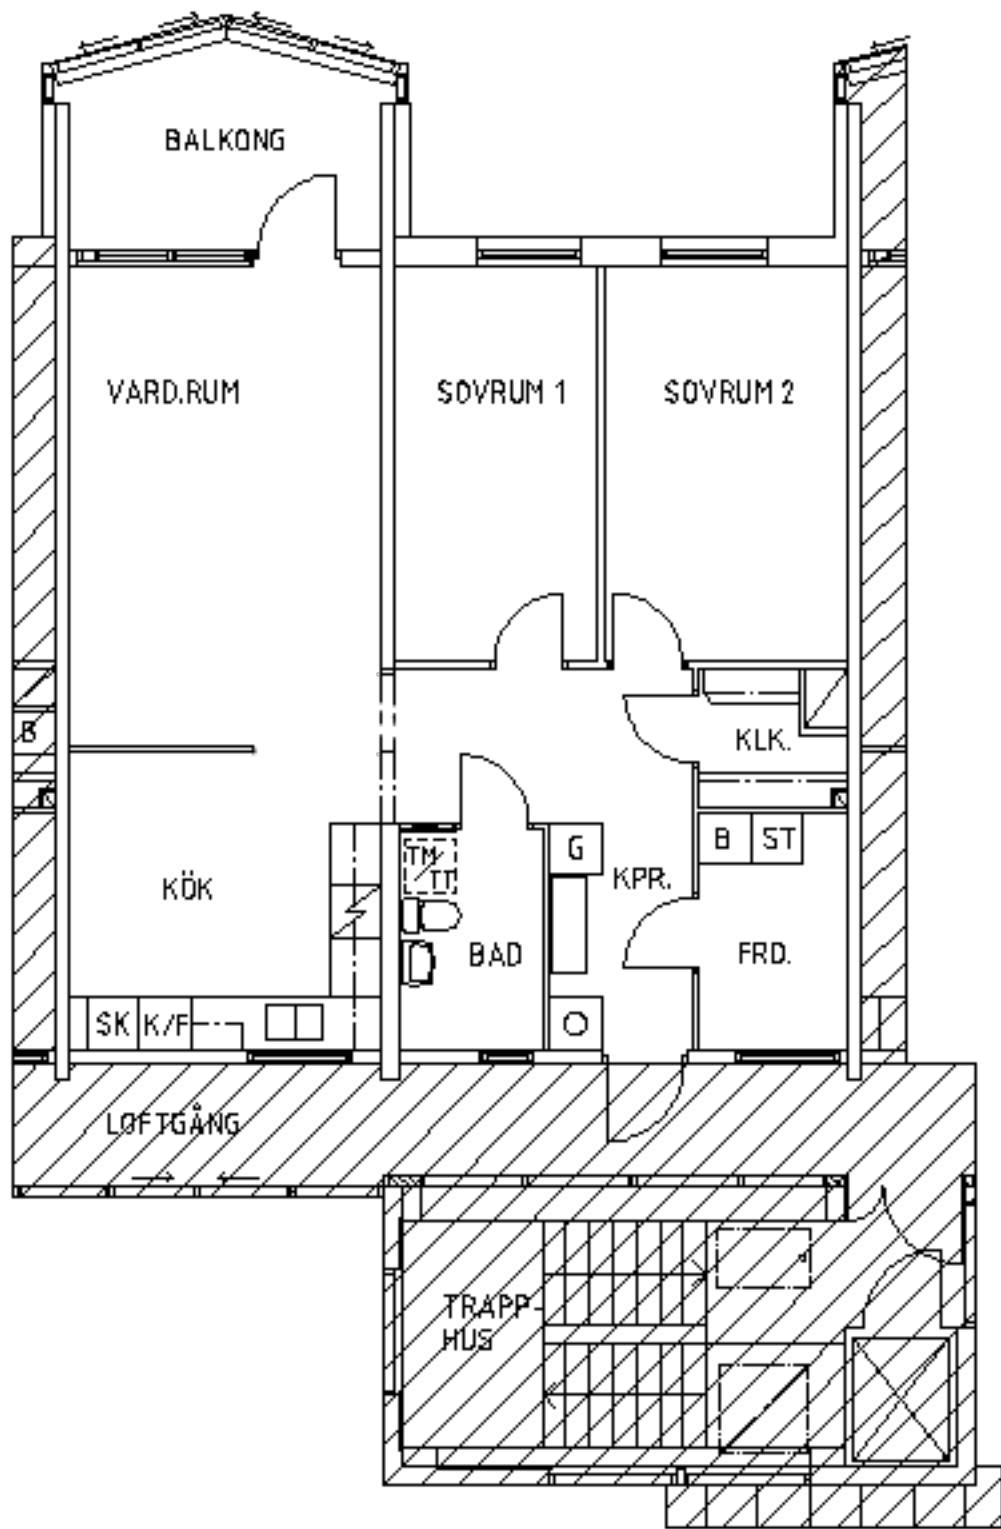 BALKONG
VARD.RUM
SOVRUM 1
SOVRUM 2
B
KLK.
TM
TT
G
B
ST
KÖK
KPR.
BAD
FRD.
SK
K/F
LOFTGÅNG
TRAPP-
HUS